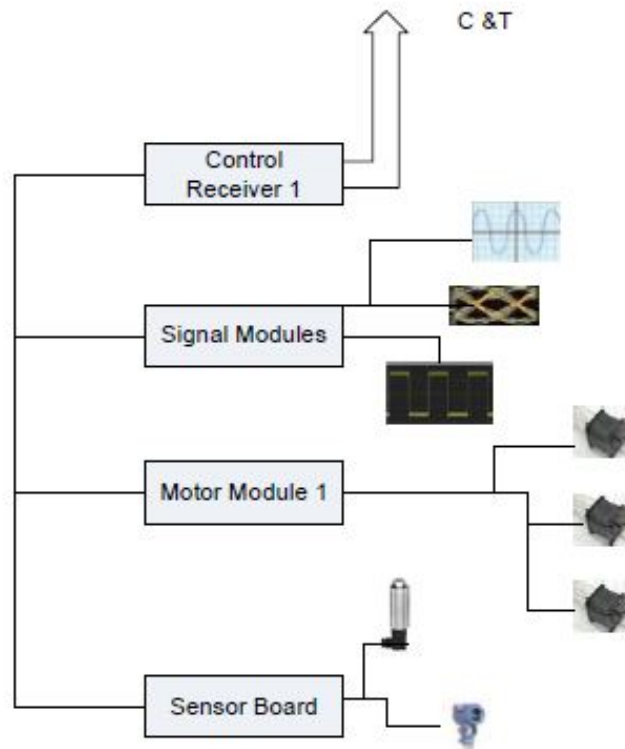 C &T
Control
Receiver 1
Signal Modules
Motor Module 1
Sensor Board